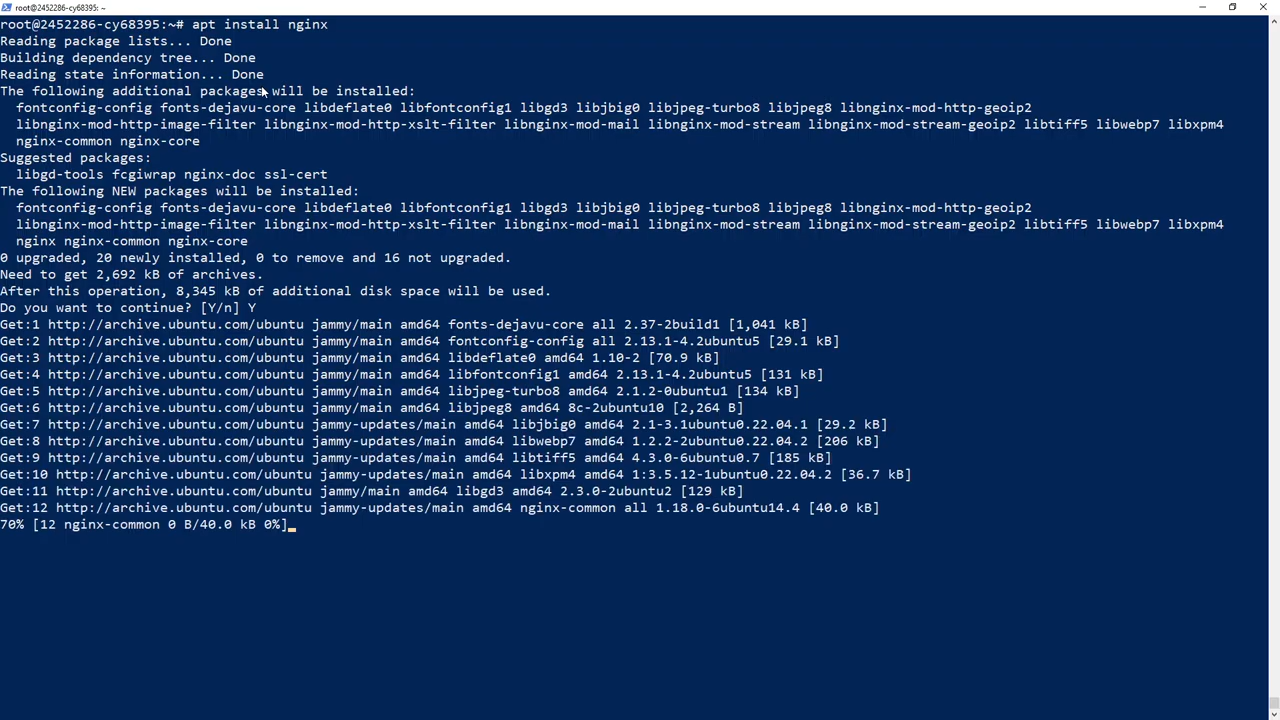 root@2452286-cy68395: ~
root@2452286-cy68395:~# apt install nginx
Reading package lists... Done
Building dependency tree... Done
Reading state information... Done
The following additional packages will be installed:
  fontconfig-config fonts-dejavu-core libdeflate0 libfontconfig1 libgd3 libjbig0 libjpeg-turbo8 libjpeg8 libnginx-mod-http-geoip2
  libnginx-mod-http-image-filter libnginx-mod-http-xslt-filter libnginx-mod-mail libnginx-mod-stream libnginx-mod-stream-geoip2 libtiff5 libwebp7 libxpm4
  nginx-common nginx-core
Suggested packages:
  libgd-tools fcgiwrap nginx-doc ssl-cert
The following NEW packages will be installed:
  fontconfig-config fonts-dejavu-core libdeflate0 libfontconfig1 libgd3 libjbig0 libjpeg-turbo8 libjpeg8 libnginx-mod-http-geoip2
  libnginx-mod-http-image-filter libnginx-mod-http-xslt-filter libnginx-mod-mail libnginx-mod-stream libnginx-mod-stream-geoip2 libtiff5 libwebp7 libxpm4
  nginx nginx-common nginx-core
0 upgraded, 20 newly installed, 0 to remove and 16 not upgraded.
Need to get 2,692 kB of archives.
After this operation, 8,345 kB of additional disk space will be used.
Do you want to continue? [Y/n] Y
Get:1 http://archive.ubuntu.com/ubuntu jammy/main amd64 fonts-dejavu-core all 2.37-2build1 [1,041 kB]
Get:2 http://archive.ubuntu.com/ubuntu jammy/main amd64 fontconfig-config all 2.13.1-4.2ubuntu5 [29.1 kB]
Get:3 http://archive.ubuntu.com/ubuntu jammy/main amd64 libdeflate0 amd64 1.10-2 [70.9 kB]
Get:4 http://archive.ubuntu.com/ubuntu jammy/main amd64 libfontconfig1 amd64 2.13.1-4.2ubuntu5 [131 kB]
Get:5 http://archive.ubuntu.com/ubuntu jammy/main amd64 libjpeg-turbo8 amd64 2.1.2-0ubuntu1 [134 kB]
Get:6 http://archive.ubuntu.com/ubuntu jammy/main amd64 libjpeg8 amd64 8c-2ubuntu10 [2,264 B]
Get:7 http://archive.ubuntu.com/ubuntu jammy-updates/main amd64 libjbig0 amd64 2.1-3.1ubuntu0.22.04.1 [29.2 kB]
Get:8 http://archive.ubuntu.com/ubuntu jammy-updates/main amd64 libwebp7 amd64 1.2.2-2ubuntu0.22.04.2 [206 kB]
Get:9 http://archive.ubuntu.com/ubuntu jammy-updates/main amd64 libtiff5 amd64 4.3.0-6ubuntu0.7 [185 kB]
Get:10 http://archive.ubuntu.com/ubuntu jammy-updates/main amd64 libxpm4 amd64 1:3.5.12-1ubuntu0.22.04.2 [36.7 kB]
Get:11 http://archive.ubuntu.com/ubuntu jammy/main amd64 libgd3 amd64 2.3.0-2ubuntu2 [129 kB]
Get:12 http://archive.ubuntu.com/ubuntu jammy-updates/main amd64 nginx-common all 1.18.0-6ubuntu14.4 [40.0 kB]
70% [12 nginx-common 0 B/40.0 kB 0%]